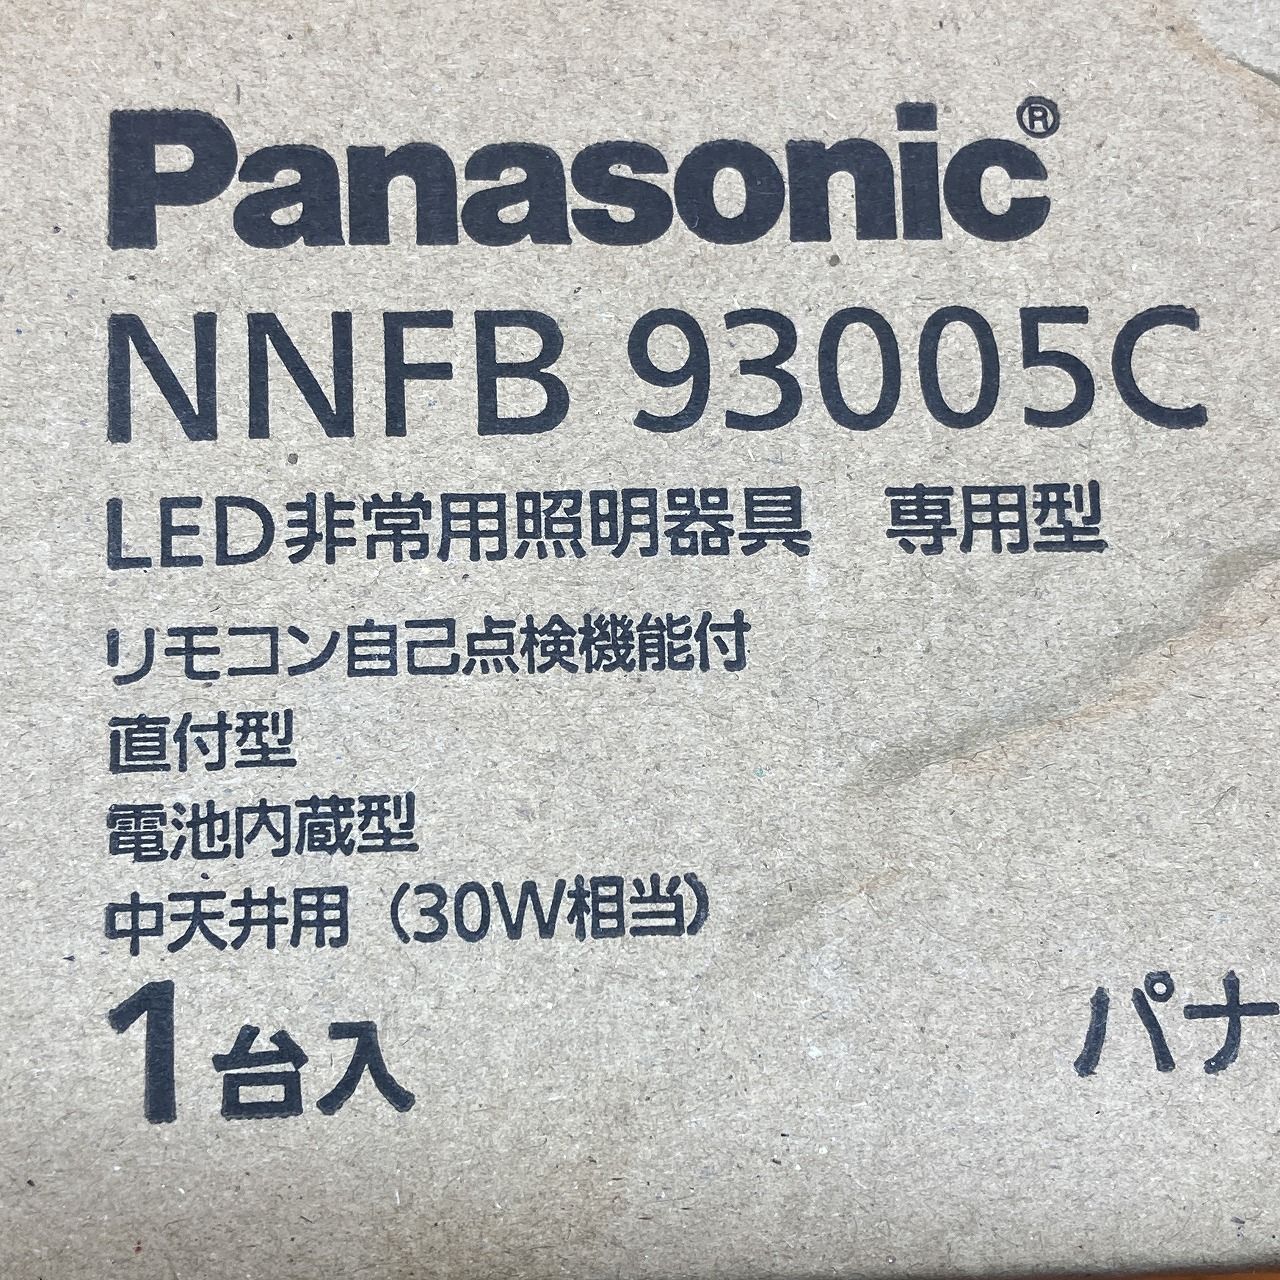 Panasonic®
NNFB 93005C
LED非常用照明器具　専用型
リモコン自己点検機能付
直付型
電池内蔵型
中天井用（30W相当）
1台入
パナ